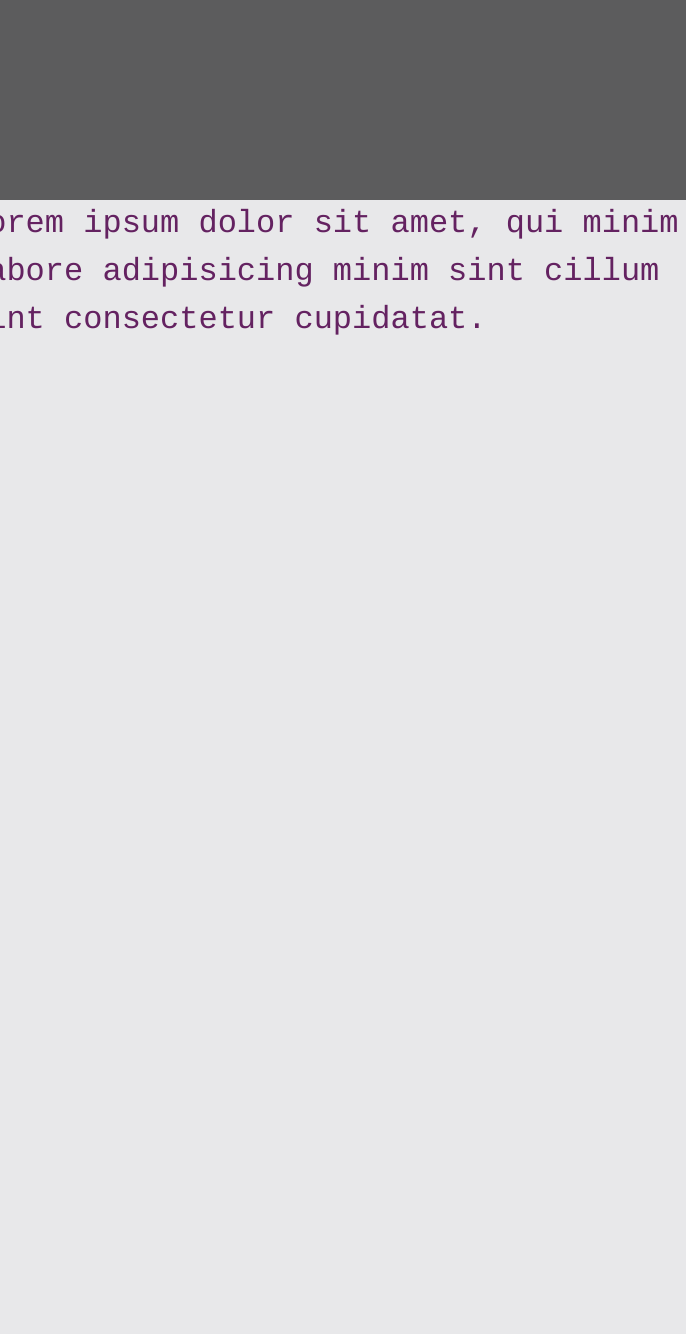 orem ipsum dolor sit amet, qui minim
abore adipisicing minim sint cillum
int consectetur cupidatat.